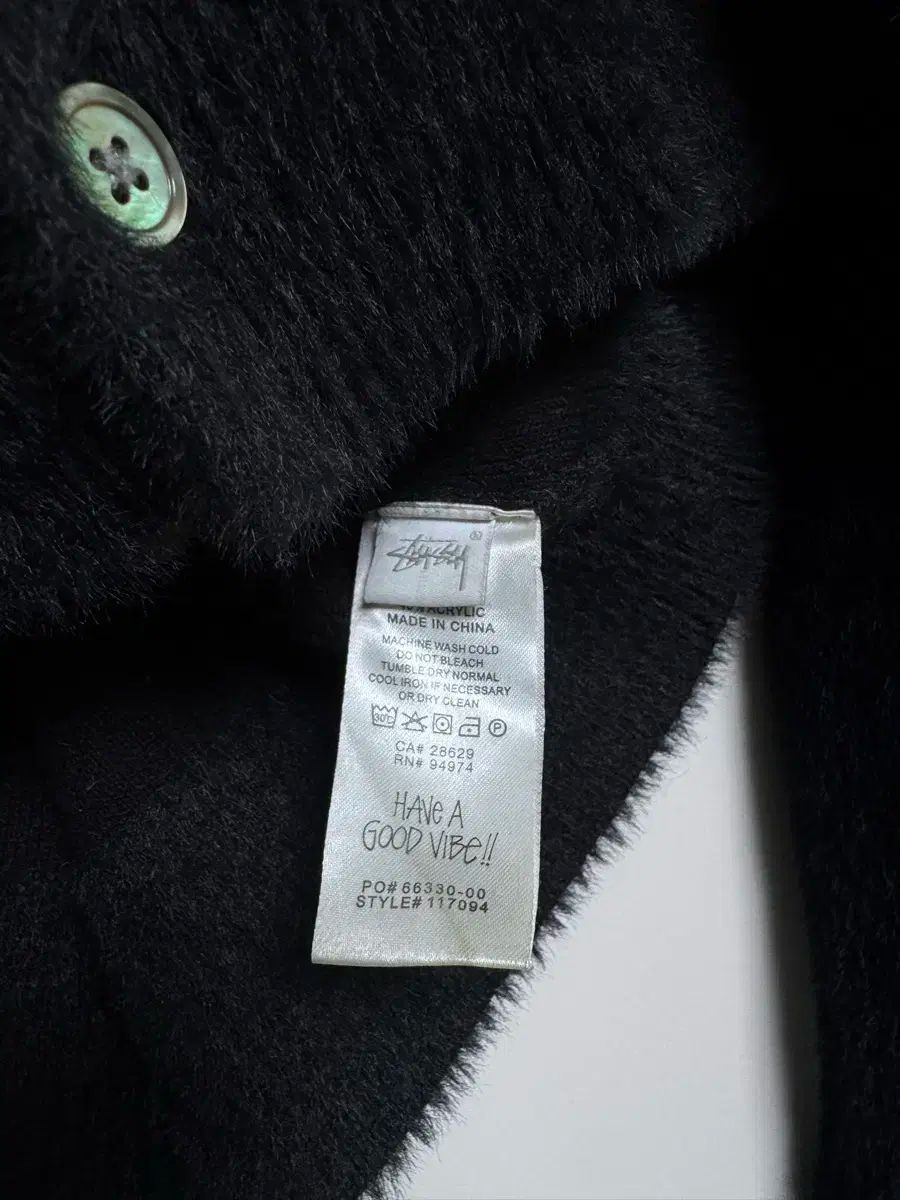 Stüssy
ACRYLIC
MADE IN CHINA
MACHINE WASH COLD
DO NOT BLEACH
TUMBLE DRY NORMAL
COOL IRON IF NECESSARY
OR DRY CLEAN
30°C P
CA# 28629
RN# 94974
HAVE A
GOOD VIBE!!
PO# 66330-00
STYLE# 117094